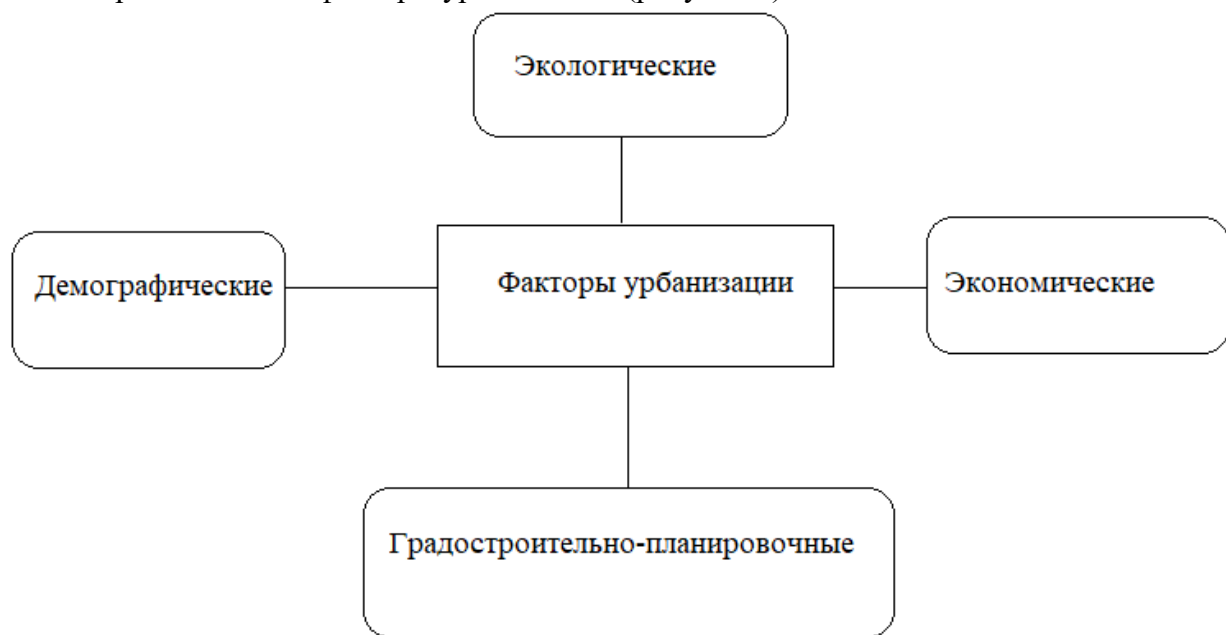 Экологические
Демографические
Факторы урбанизации
Экономические
Градостроительно-планировочные